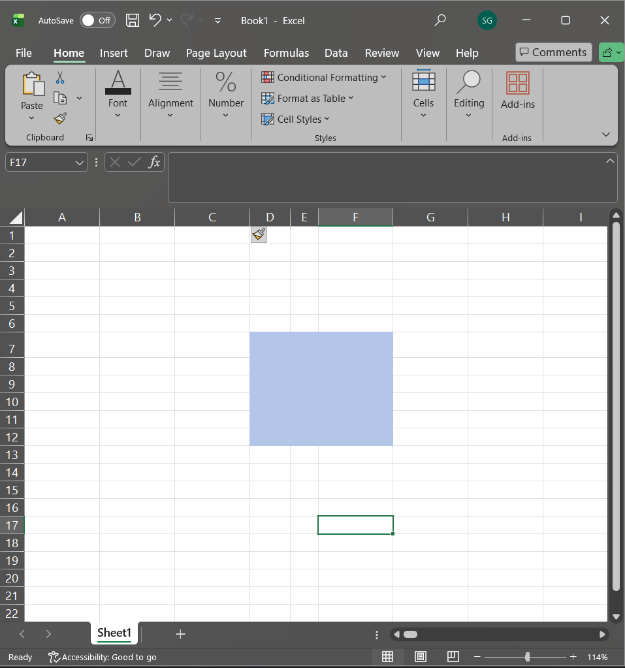 AutoSave Off Book1 - Excel SG
File Home Insert Draw Page Layout Formulas Data Review View Help Comments
Paste Font Alignment Number Conditional Formatting Cells Editing Add-ins
Format as Table
Cell Styles
Clipboard Styles Add-ins
F17 fx
A B C D E F G H I
1
2
3
4
5
6
7
8
9
10
11
12
13
14
15
16
17
18
19
20
21
22
Sheet1
Ready Accessibility: Good to go 114%